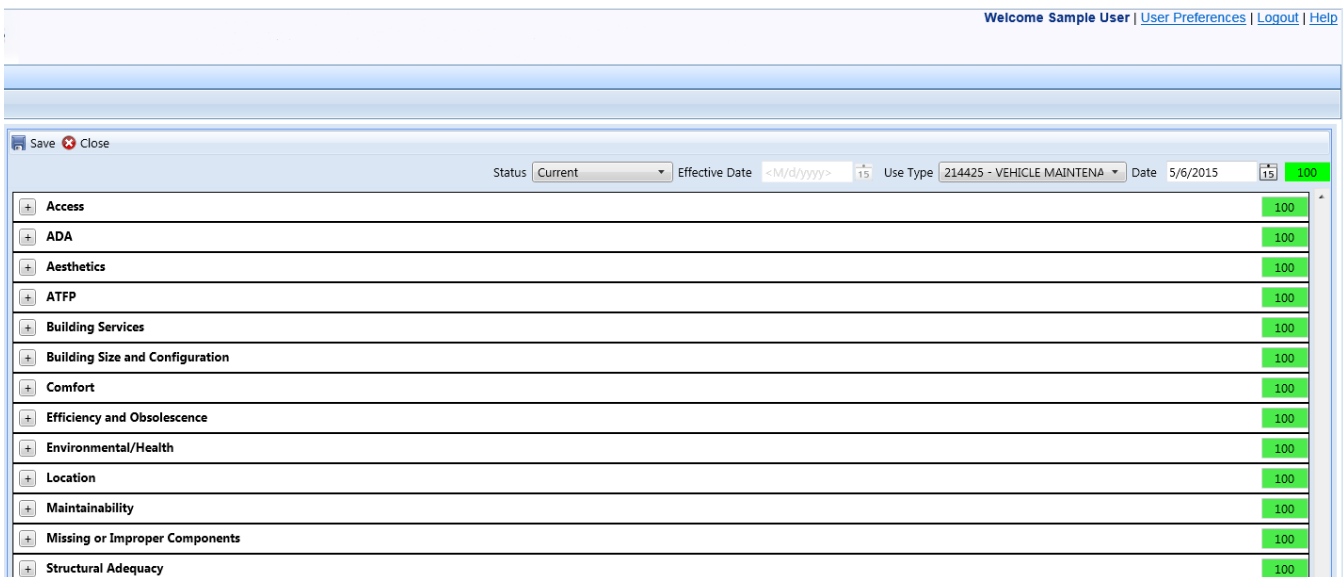 Welcome Sample User | User Preferences | Logout | Help
Save Close
Status Current Effective Date <M/d/yyyy> 15 Use Type 214425 - VEHICLE MAINTENA Date 5/6/2015 15 100
+ Access 100
+ ADA 100
+ Aesthetics 100
+ ATFP 100
+ Building Services 100
+ Building Size and Configuration 100
+ Comfort 100
+ Efficiency and Obsolescence 100
+ Environmental/Health 100
+ Location 100
+ Maintainability 100
+ Missing or Improper Components 100
+ Structural Adequacy 100